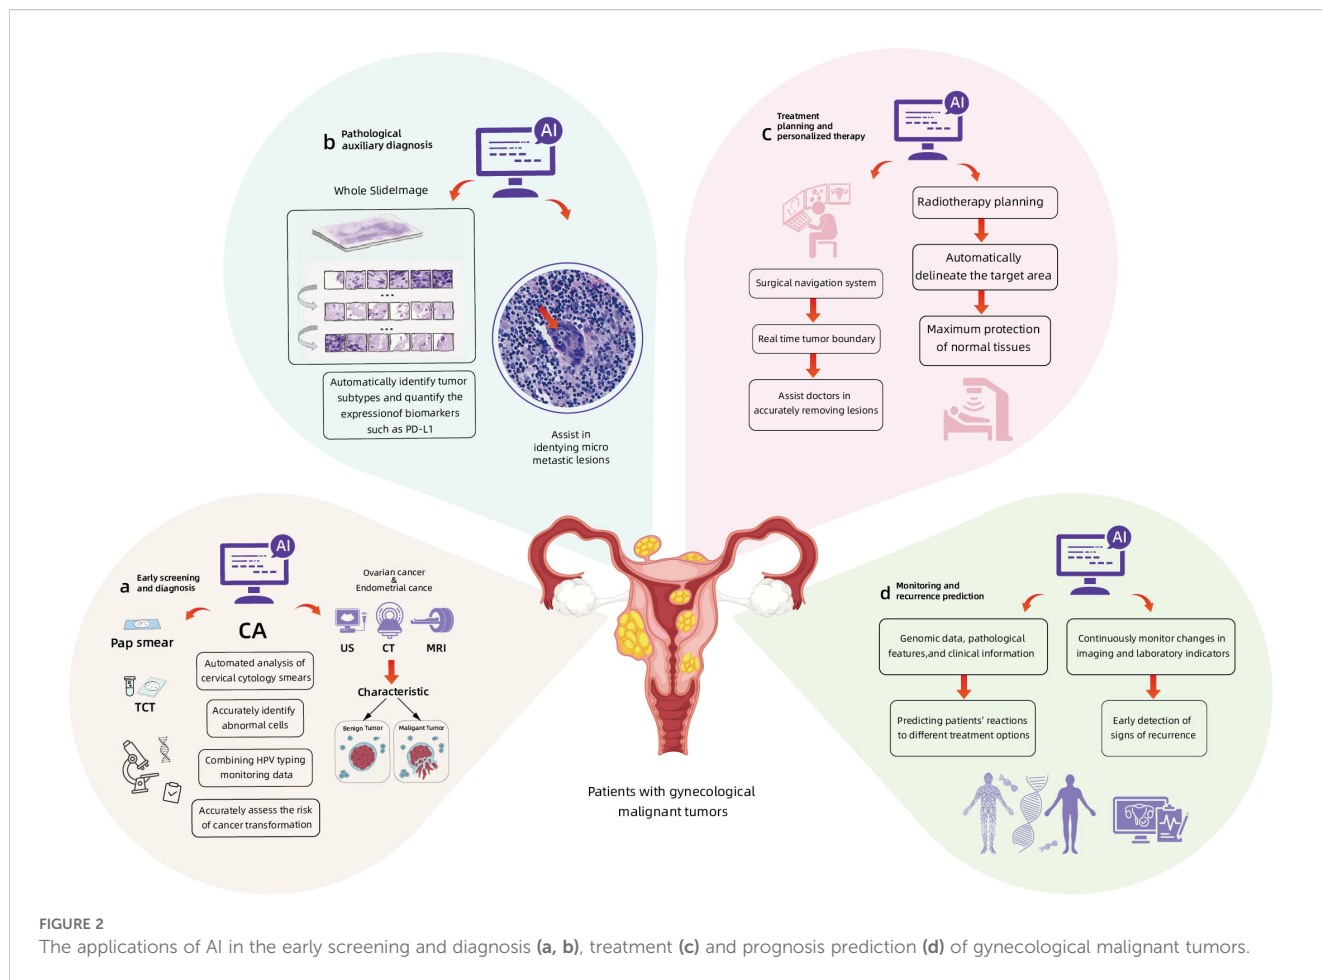 b Pathological
auxiliary diagnosis
AI
Whole SlideImage
...
...
Automatically identify tumor
subtypes and quantify the
expressionof biomarkers
such as PD-L1
Assist in
identying micro
metastic lesions
c Treatment
planning and
personalized therapy
AI
Surgical navigation system
Real time tumor boundary
Assist doctors in
accurately removing lesions
Radiotherapy planning
Automatically
delineate the target area
Maximum protection
of normal tissues
a Early screening
and diagnosis
AI
Pap smear
TCT
CA
Automated analysis of
cervical cytology smears
Accurately identify
abnormal cells
Combining HPV typing
monitoring data
Accurately assess the risk
of cancer transformation
Ovarian cancer
&
Endometrial cance
US CT MRI
Characteristic
Benign Tumor
Maligant Tumor
Patients with gynecological
malignant tumors
d Monitoring and
recurrence prediction
AI
Genomic data, pathological
features,and clinical information
Predicting patients' reactions
to different treatment options
Continuously monitor changes in
imaging and laboratory indicators
Early detection of
signs of recurrence
FIGURE 2
The applications of AI in the early screening and diagnosis (a, b), treatment (c) and prognosis prediction (d) of gynecological malignant tumors.